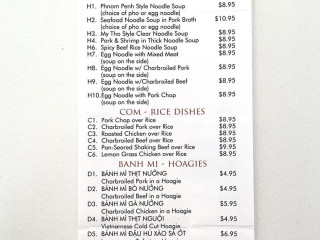 H1. Phnom Penh Style Noodle Soup $8.95
(choice of pho or egg noodle)
H2. Seafood Noodle Soup in Pork Broth $10.95
(choice of pho or egg noodle)
H3. My Tho Style Clear Noodle Soup $8.95
H4. Pork & Shrimp in Thick Noodle Soup $8.95
H6. Spicy Beef Rice Noodle Soup $8.95
H7. Egg Noodle with Mixed Meat $8.95
(soup on the side)
H8. Egg Noodle w/ Charbroiled Pork $8.95
(soup on the side)
H9. Egg Noodle w/Charbroiled Beef $8.95
(soup on the side)
H10.Egg Noodle with Pork Chop $8.95
(soup on the side)
COM - RICE DISHES
C1. Pork Chop over Rice $8.95
C2. Charbroiled Pork over Rice $8.95
C3. Roasted Chicken over Rice $8.95
C4. Charbroiled Beef over Rice $8.95
C5. Pan-Seared Shaking Beef over Rice $9.95
C6. Lemon Grass Chicken over Rice $8.95
BANH MI - HOAGIES
D1. BÁNH MÌ THỊT NƯỚNG $4.95
Charbroiled Pork in a Hoagie
D2. BÁNH MÌ BÒ NƯỚNG $4.95
Charbroiled Beef in a Hoagie
D3. BÁNH MÌ GÀ NƯỚNG $4.95
Charbroiled Chicken in a Hoagie
D4. BÁNH MÌ THỊT NGUỘI $4.95
Vietnamese Cold Cut Hoagie
D5. BÁNH MÌ ĐẬU HỦ XÀO SẢ ỚT $6.95